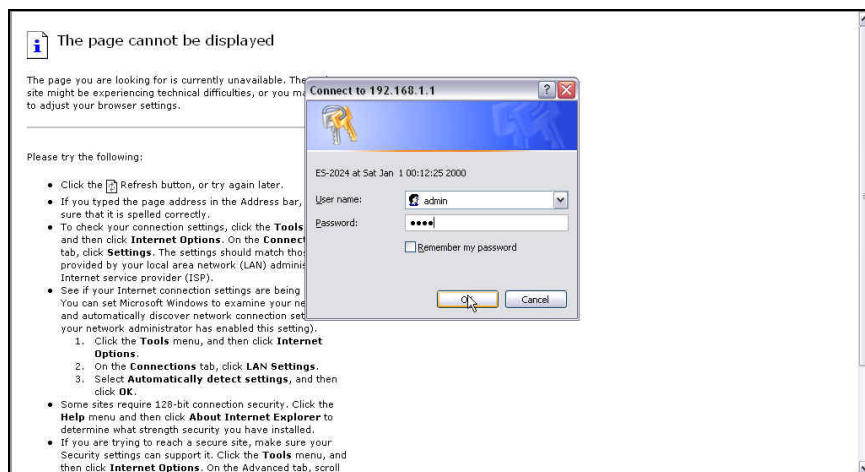 The page cannot be displayed
The page you are looking for is currently unavailable. The
site might be experiencing technical difficulties, or you
to adjust your browser settings.
Please try the following:
Click the Refresh button, or try again later.
If you typed the page address in the Address bar,
sure that it is spelled correctly.
To check your connection settings, click the Tools
and then click Internet Options. On the
tab, click Settings. The settings should match
provided by your local area network (LAN)
Internet service provider (ISP).
See if your Internet connection settings are being
You can set Microsoft Windows to examine your
and automatically discover network connection
your network administrator has enabled this setting).
1. Click the Tools menu, and then click Internet
Options.
2. On the Connections tab, click LAN Settings.
3. Select Automatically detect settings, and then
click OK.
Some sites require 128-bit connection security. Click the
Help menu and then click About Internet Explorer to
determine what strength security you have installed.
If you are trying to reach a secure site, make sure your
Security settings can support it. Click the Tools menu, and
then click Internet Options. On the Advanced tab, scroll
Connect to 192.168.1.1
ES-2024 at Sat Jan 1 00:12:25 2000
User name:
admin
Password:
Remember my password
Cancel